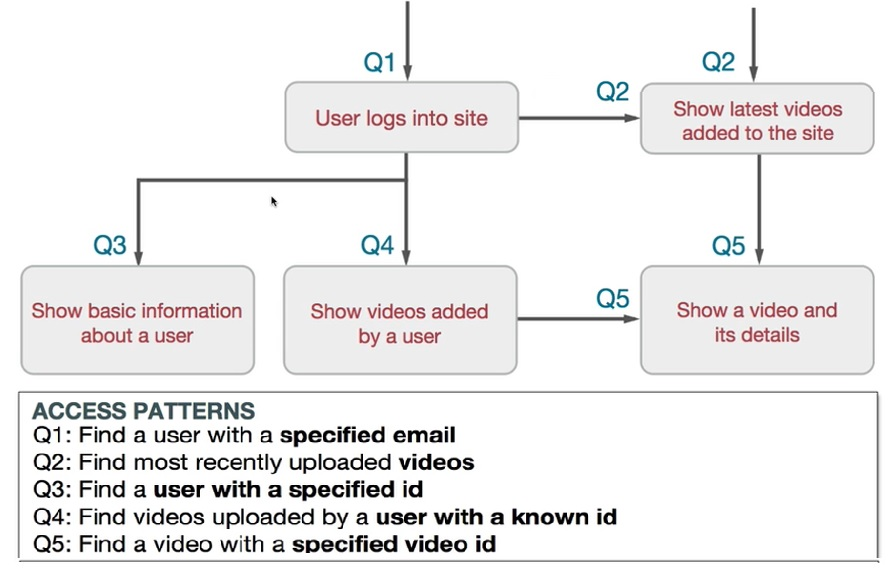 Q1
Q2
User logs into site
Q2
Show latest videos
added to the site
Q3
Q4
Q5
Show basic information
about a user
Show videos added
by a user
Q5
Show a video and
its details
ACCESS PATTERNS
Q1: Find a user with a specified email
Q2: Find most recently uploaded videos
Q3: Find a user with a specified id
Q4: Find videos uploaded by a user with a known id
Q5: Find a video with a specified video id